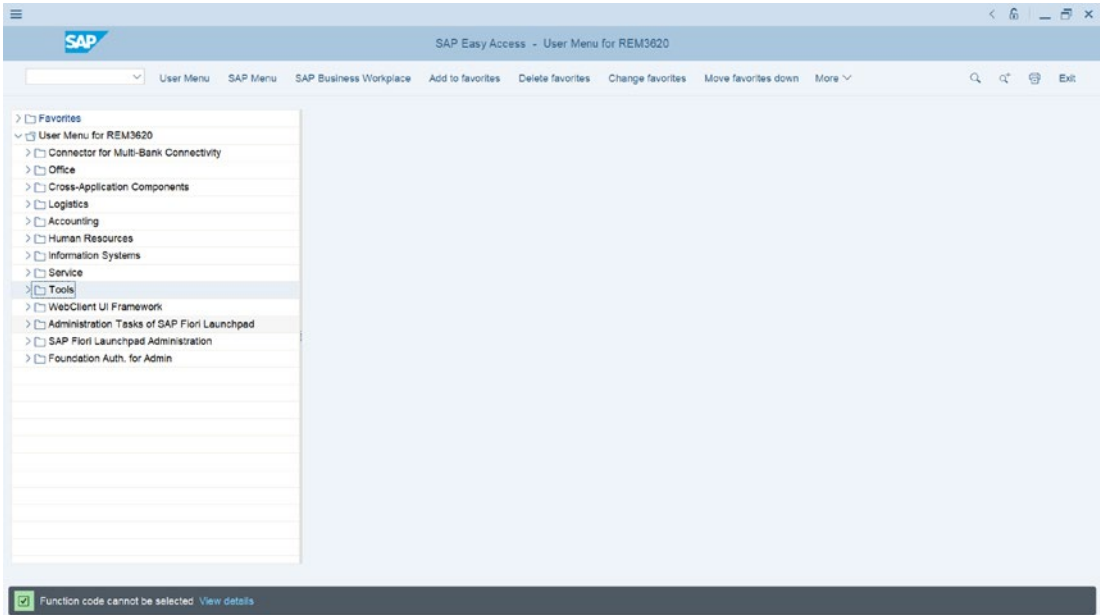 SAP
SAP Easy Access - User Menu for REM3620
User Menu SAP Menu SAP Business Workplace Add to favorites Delete favorites Change favorites Move favorites down More Exit
Favorites
User Menu for REM3620
Connector for Multi-Bank Connectivity
Office
Cross-Application Components
Logistics
Accounting
Human Resources
Information Systems
Service
Tools
WebClient UI Framework
Administration Tasks of SAP Fiori Launchpad
SAP Fiori Launchpad Administration
Foundation Auth. for Admin
Function code cannot be selected View details